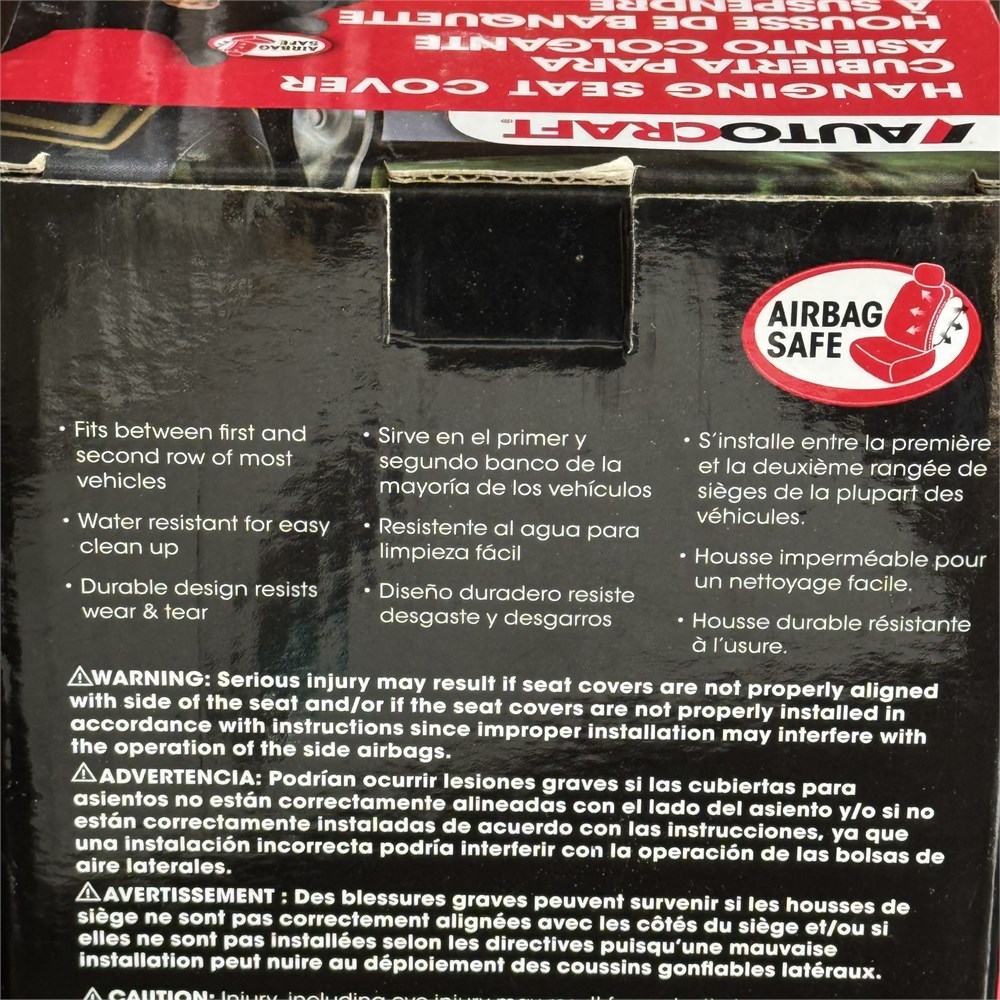 A SUSPENDRE
HOUSSE DE BANQUETTE
ASIENTO COLGANTE
CUBIERTA PARA
HANGING SEAT COVER
AIRBAG
SAFE
AUTOCRAFT
AIRBAG
SAFE
• Fits between first and
second row of most
vehicles
• Water resistant for easy
clean up
• Durable design resists
wear & tear
• Sirve en el primer y
segundo banco de la
mayoría de los vehículos
• Resistente al agua para
limpieza fácil
• Diseño duradero resiste
desgaste y desgarros
• S'installe entre la première
et la deuxième rangée de
sièges de la plupart des
véhicules.
• Housse imperméable pour
un nettoyage facile.
• Housse durable résistante
à l'usure.
⚠WARNING: Serious injury may result if seat covers are not properly aligned
with side of the seat and/or if the seat covers are not properly installed in
accordance with instructions since improper installation may interfere with
the operation of the side airbags.
⚠ADVERTENCIA: Podrían ocurrir lesiones graves si las cubiertas para
asientos no están correctamente alineadas con el lado del asiento y/o si no
están correctamente instaladas de acuerdo con las instrucciones, ya que
una instalación incorrecta podría interferir con la operación de las bolsas de
aire laterales.
⚠AVERTISSEMENT : Des blessures graves peuvent survenir si les housses de
siège ne sont pas correctement alignées avec les côtés du siège et/ou si
elles ne sont pas installées selon les directives puisqu'une mauvaise
installation peut nuire au déploiement des coussins gonflables latéraux.
⚠CAUTION: Injury, including eye injury may result